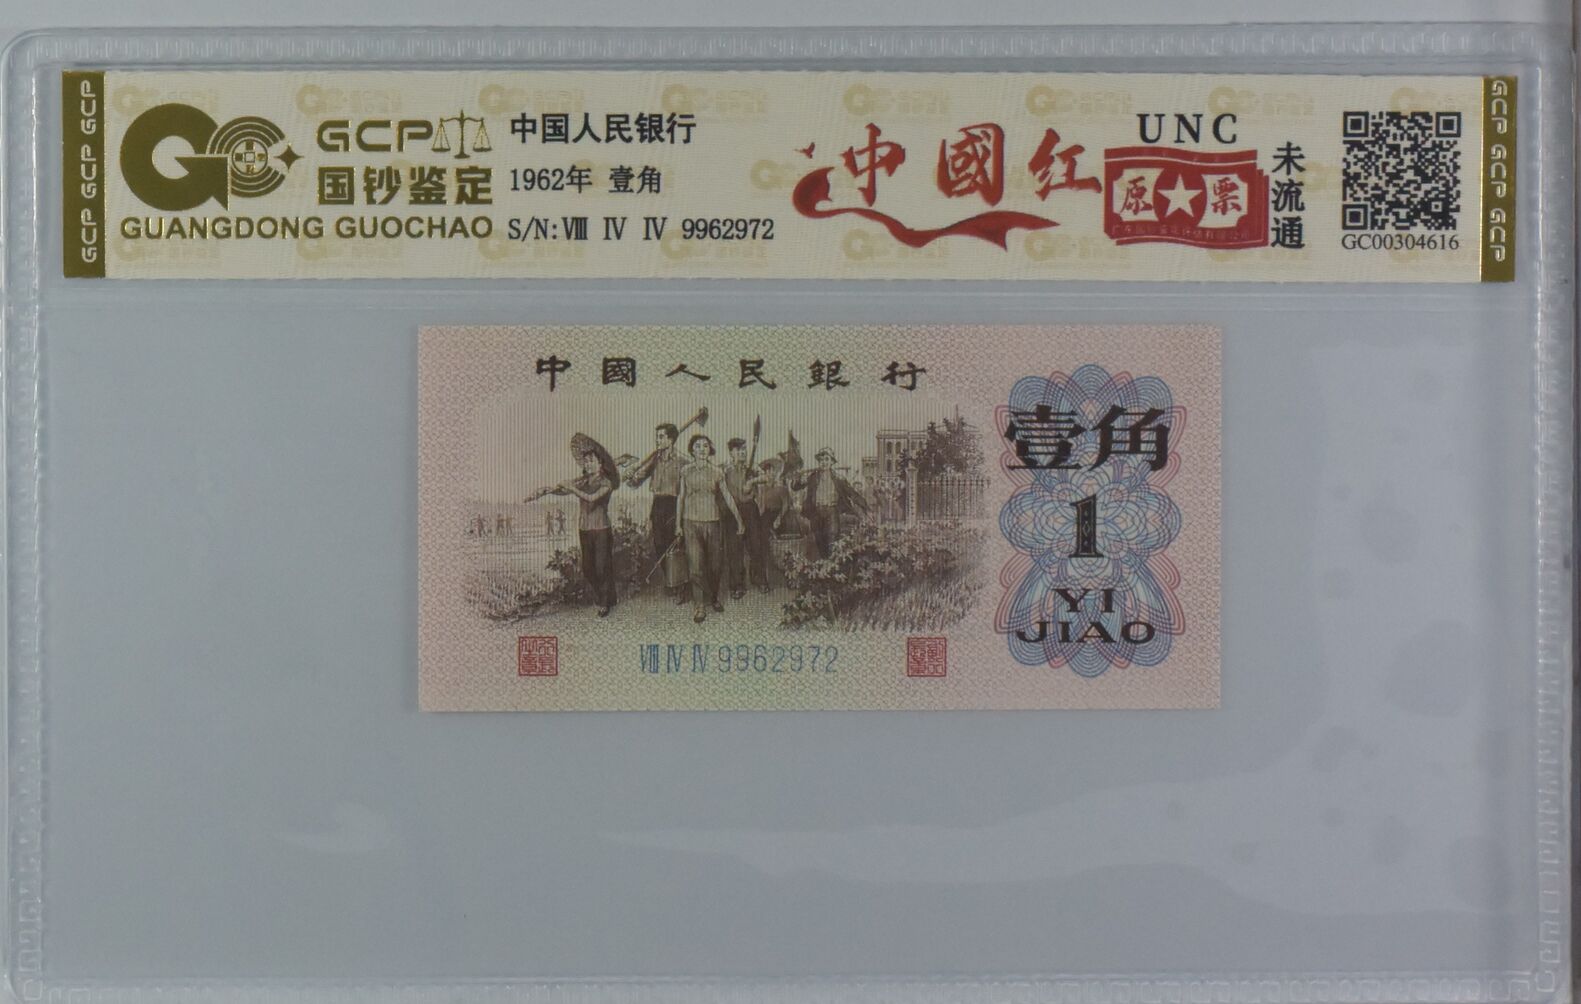 GCP GCP GCP
GCP
国钞鉴定
GUANGDONG GUOCHAO
中国人民银行
1962年 壹角
S/N:Ⅷ Ⅳ Ⅳ 9962972
中國红
UNC
原★票
未流通
GC00304616
GCP GCP GCP
中國人民銀行
壹角
1
YI
JIAO
Ⅷ Ⅳ Ⅳ 9962972